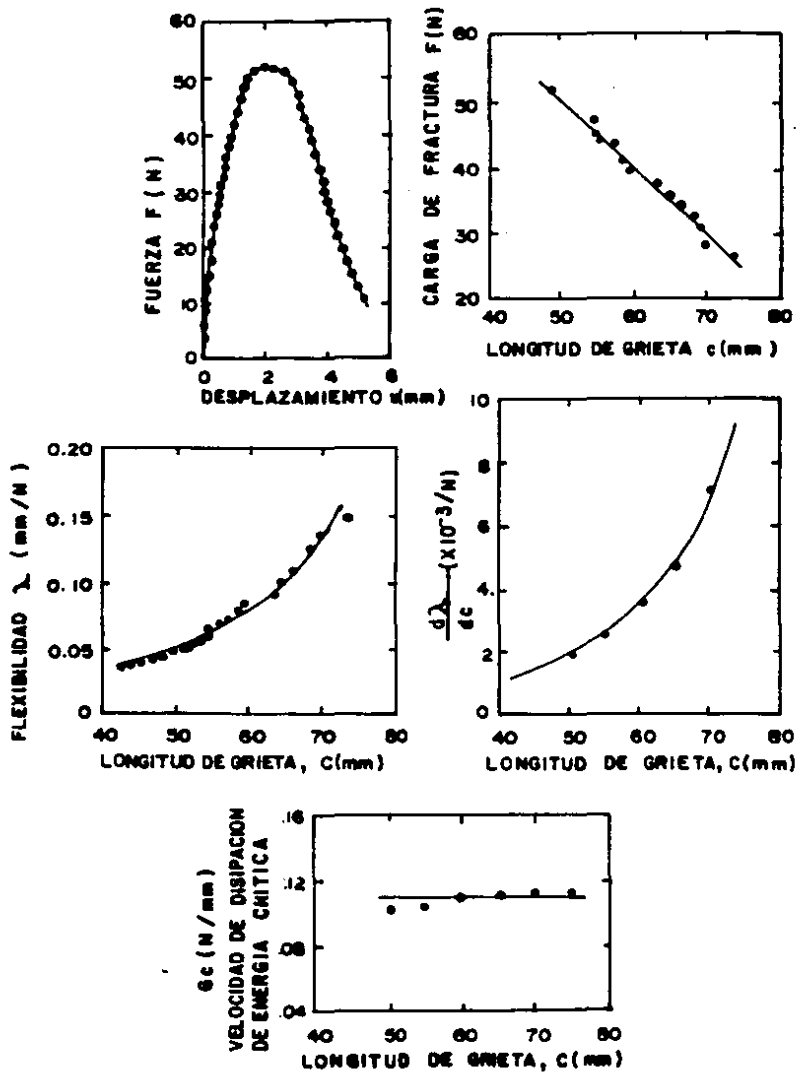 FUERZA F (N)
60
50
40
30
20
10
0
0 2 4 6
DESPLAZAMIENTO u(mm)
CARGA DE FRACTURA F(N)
60
50
40
30
20
40 50 60 70 80
LONGITUD DE GRIETA c(mm)
FLEXIBILIDAD λ (mm/N)
0.20
0.15
0.10
0.05
0
40 50 60 70 80
LONGITUD DE GRIETA, C(mm)
dλ/dc (X10⁻³/N)
10
8
6
4
2
0
40 50 60 70 80
LONGITUD DE GRIETA, C(mm)
Gc (N/mm)
VELOCIDAD DE DISIPACION
DE ENERGIA CRITICA
.16
.12
.08
.04
40 50 60 70 80
LONGITUD DE GRIETA, C(mm)